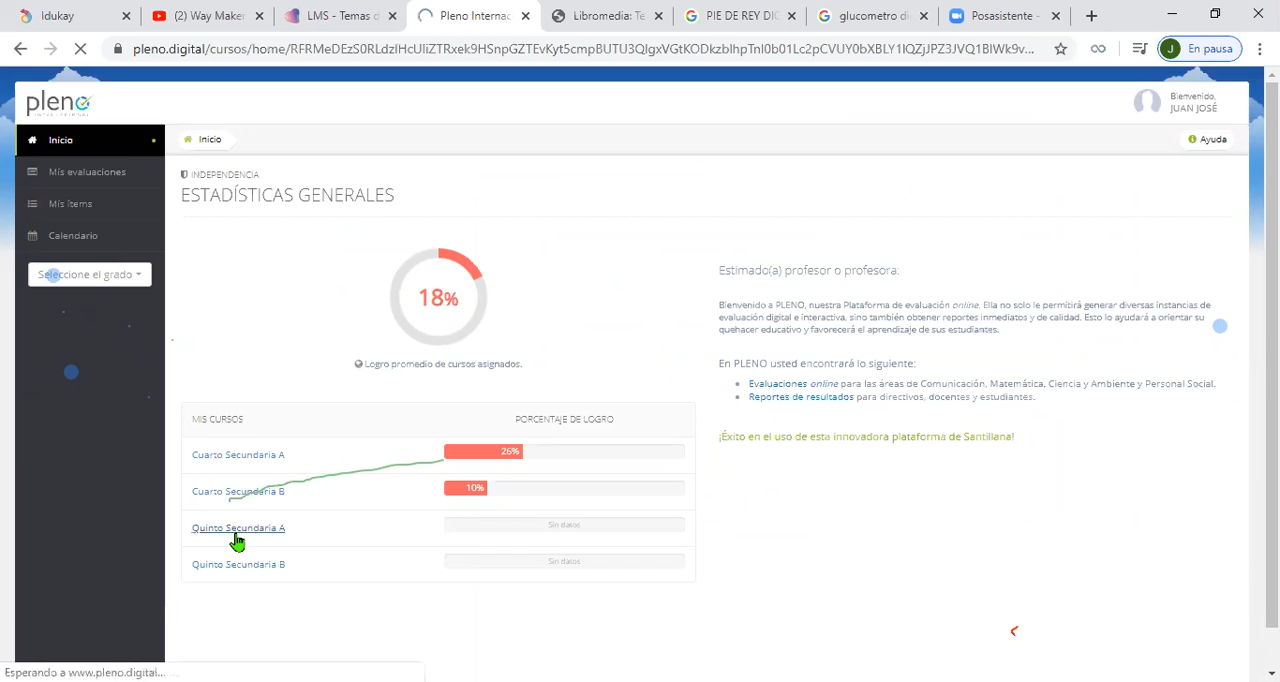 Idukay
(2) Way Maker
LMS - Temas d
Pleno Internac
Libromedia: Te
PIE DE REY DIG
glucometro di
Posasistente -
pleno.digital/cursos/home/
En pausa
pleno
Bienvenido,
JUAN JOSÉ
Inicio
Inicio
Ayuda
Mis evaluaciones
Mis ítems
Calendario
Seleccione el grado
INDEPENDENCIA
ESTADÍSTICAS GENERALES
18%
Logro promedio de cursos asignados.
Estimado(a) profesor o profesora:
Bienvenido a PLENO, nuestra Plataforma de evaluación online. Ella no solo le permitirá generar diversas instancias de
evaluación digital e interactiva, sino también obtener reportes inmediatos y de calidad. Esto lo ayudará a orientar su
quehacer educativo y favorecerá el aprendizaje de sus estudiantes.
En PLENO usted encontrará lo siguiente:
Evaluaciones online para las áreas de Comunicación, Matemática, Ciencia y Ambiente y Personal Social.
Reportes de resultados para directivos, docentes y estudiantes.
¡Éxito en el uso de esta innovadora plataforma de Santillana!
MIS CURSOS PORCENTAJE DE LOGRO
Cuarto Secundaria A 26%
Cuarto Secundaria B 10%
Quinto Secundaria A Sin datos
Quinto Secundaria B Sin datos
Esperando a www.pleno.digital...